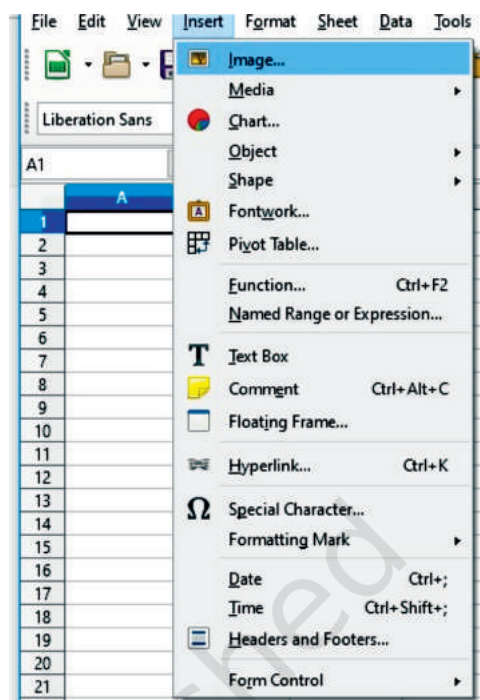 File Edit View Insert Format Sheet Data Tools
Image...
Media
Liberation Sans
Chart...
Object
A1
Shape
A
Fontwork...
1
2
Pivot Table...
3
4
Function... Ctrl+F2
5
Named Range or Expression...
6
7
Text Box
8
Comment Ctrl+Alt+C
9
10
Floating Frame...
11
12
Hyperlink... Ctrl+K
13
Special Character...
14
15
Formatting Mark
16
Date Ctrl+;
17
18
Time Ctrl+Shift+;
19
Headers and Footers...
20
21
Form Control
shed